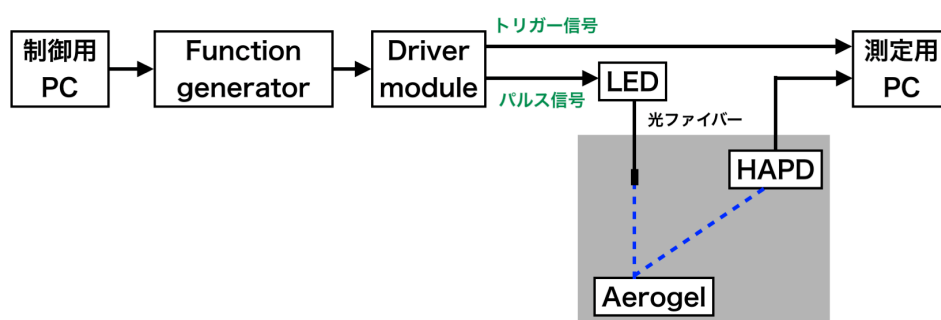 制御用
PC
Function
generator
Driver
module
トリガー信号
パルス信号
LED
光ファイバー
測定用
PC
HAPD
Aerogel